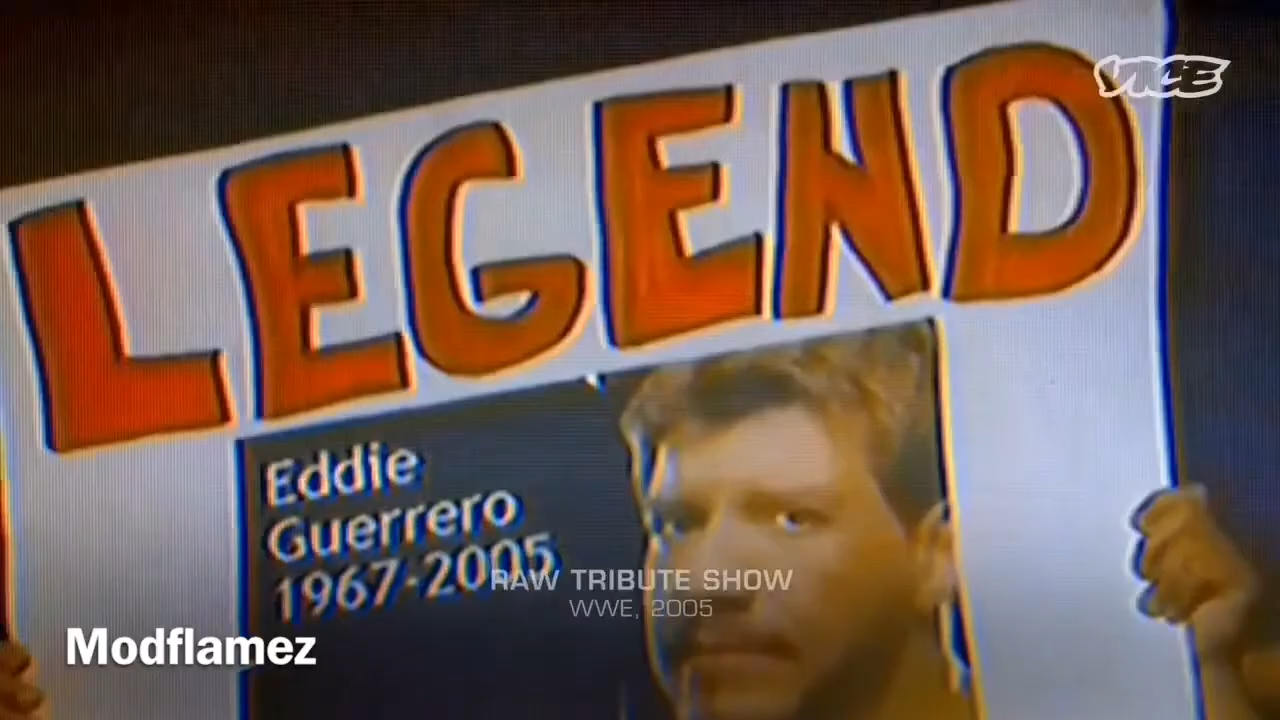 VICE
LEGEND
Eddie
Guerrero
1967-2005
RAW TRIBUTE SHOW
WWE, 2005
Modflamez